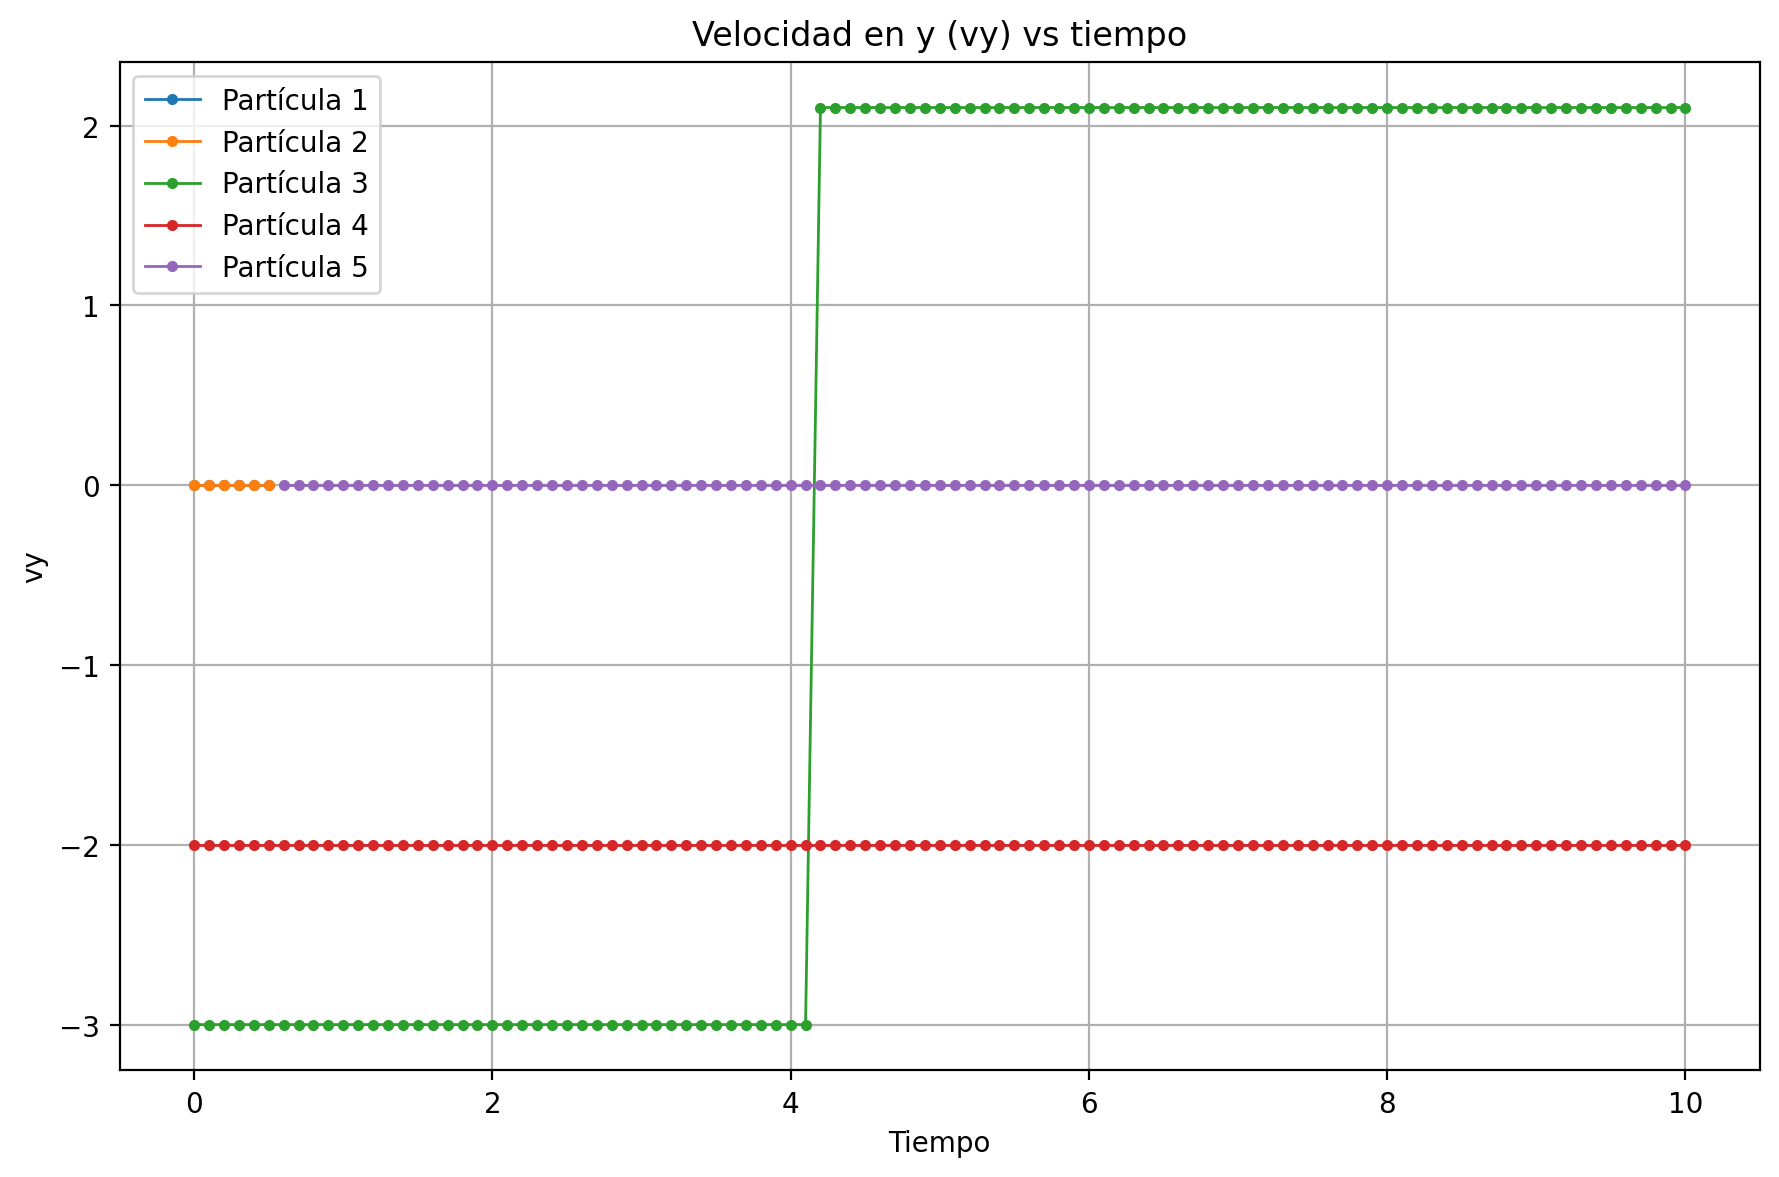 Velocidad en y (vy) vs tiempo
Partícula 1
Partícula 2
Partícula 3
Partícula 4
Partícula 5
2
1
0
−1
−2
−3
vy
0 2 4 6 8 10
Tiempo